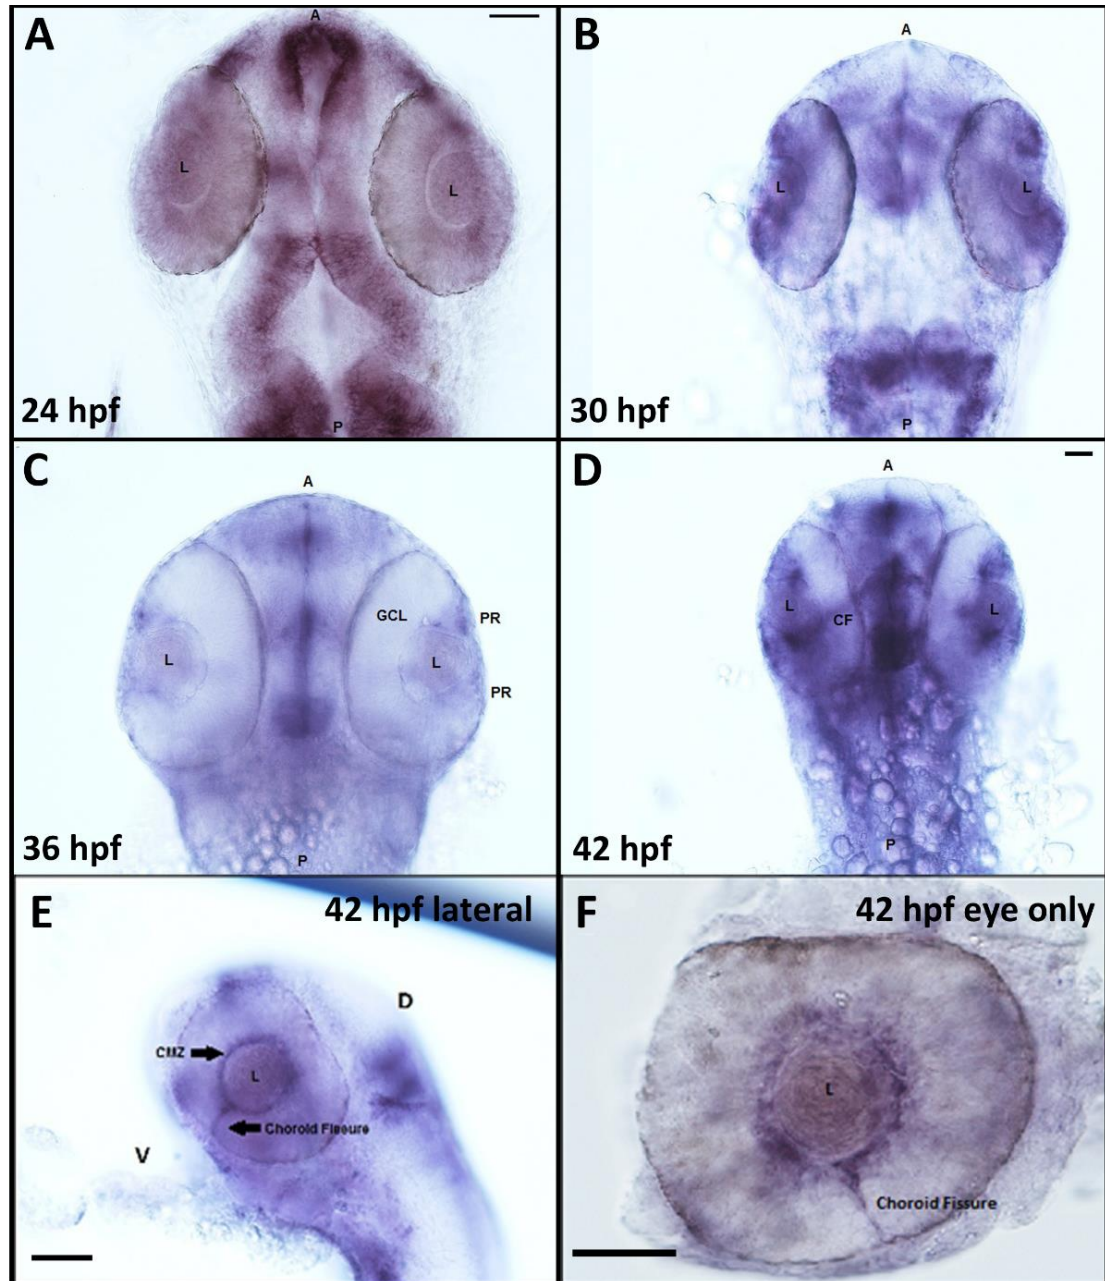 A
A
L
L
24 hpf
P
B
A
L
L
30 hpf
P
C
A
GCL
PR
L
L
PR
36 hpf
P
D
A
L
L
CF
42 hpf
P
E
42 hpf lateral
D
CMZ
L
Choroid Fissure
V
F
42 hpf eye only
L
Choroid Fissure